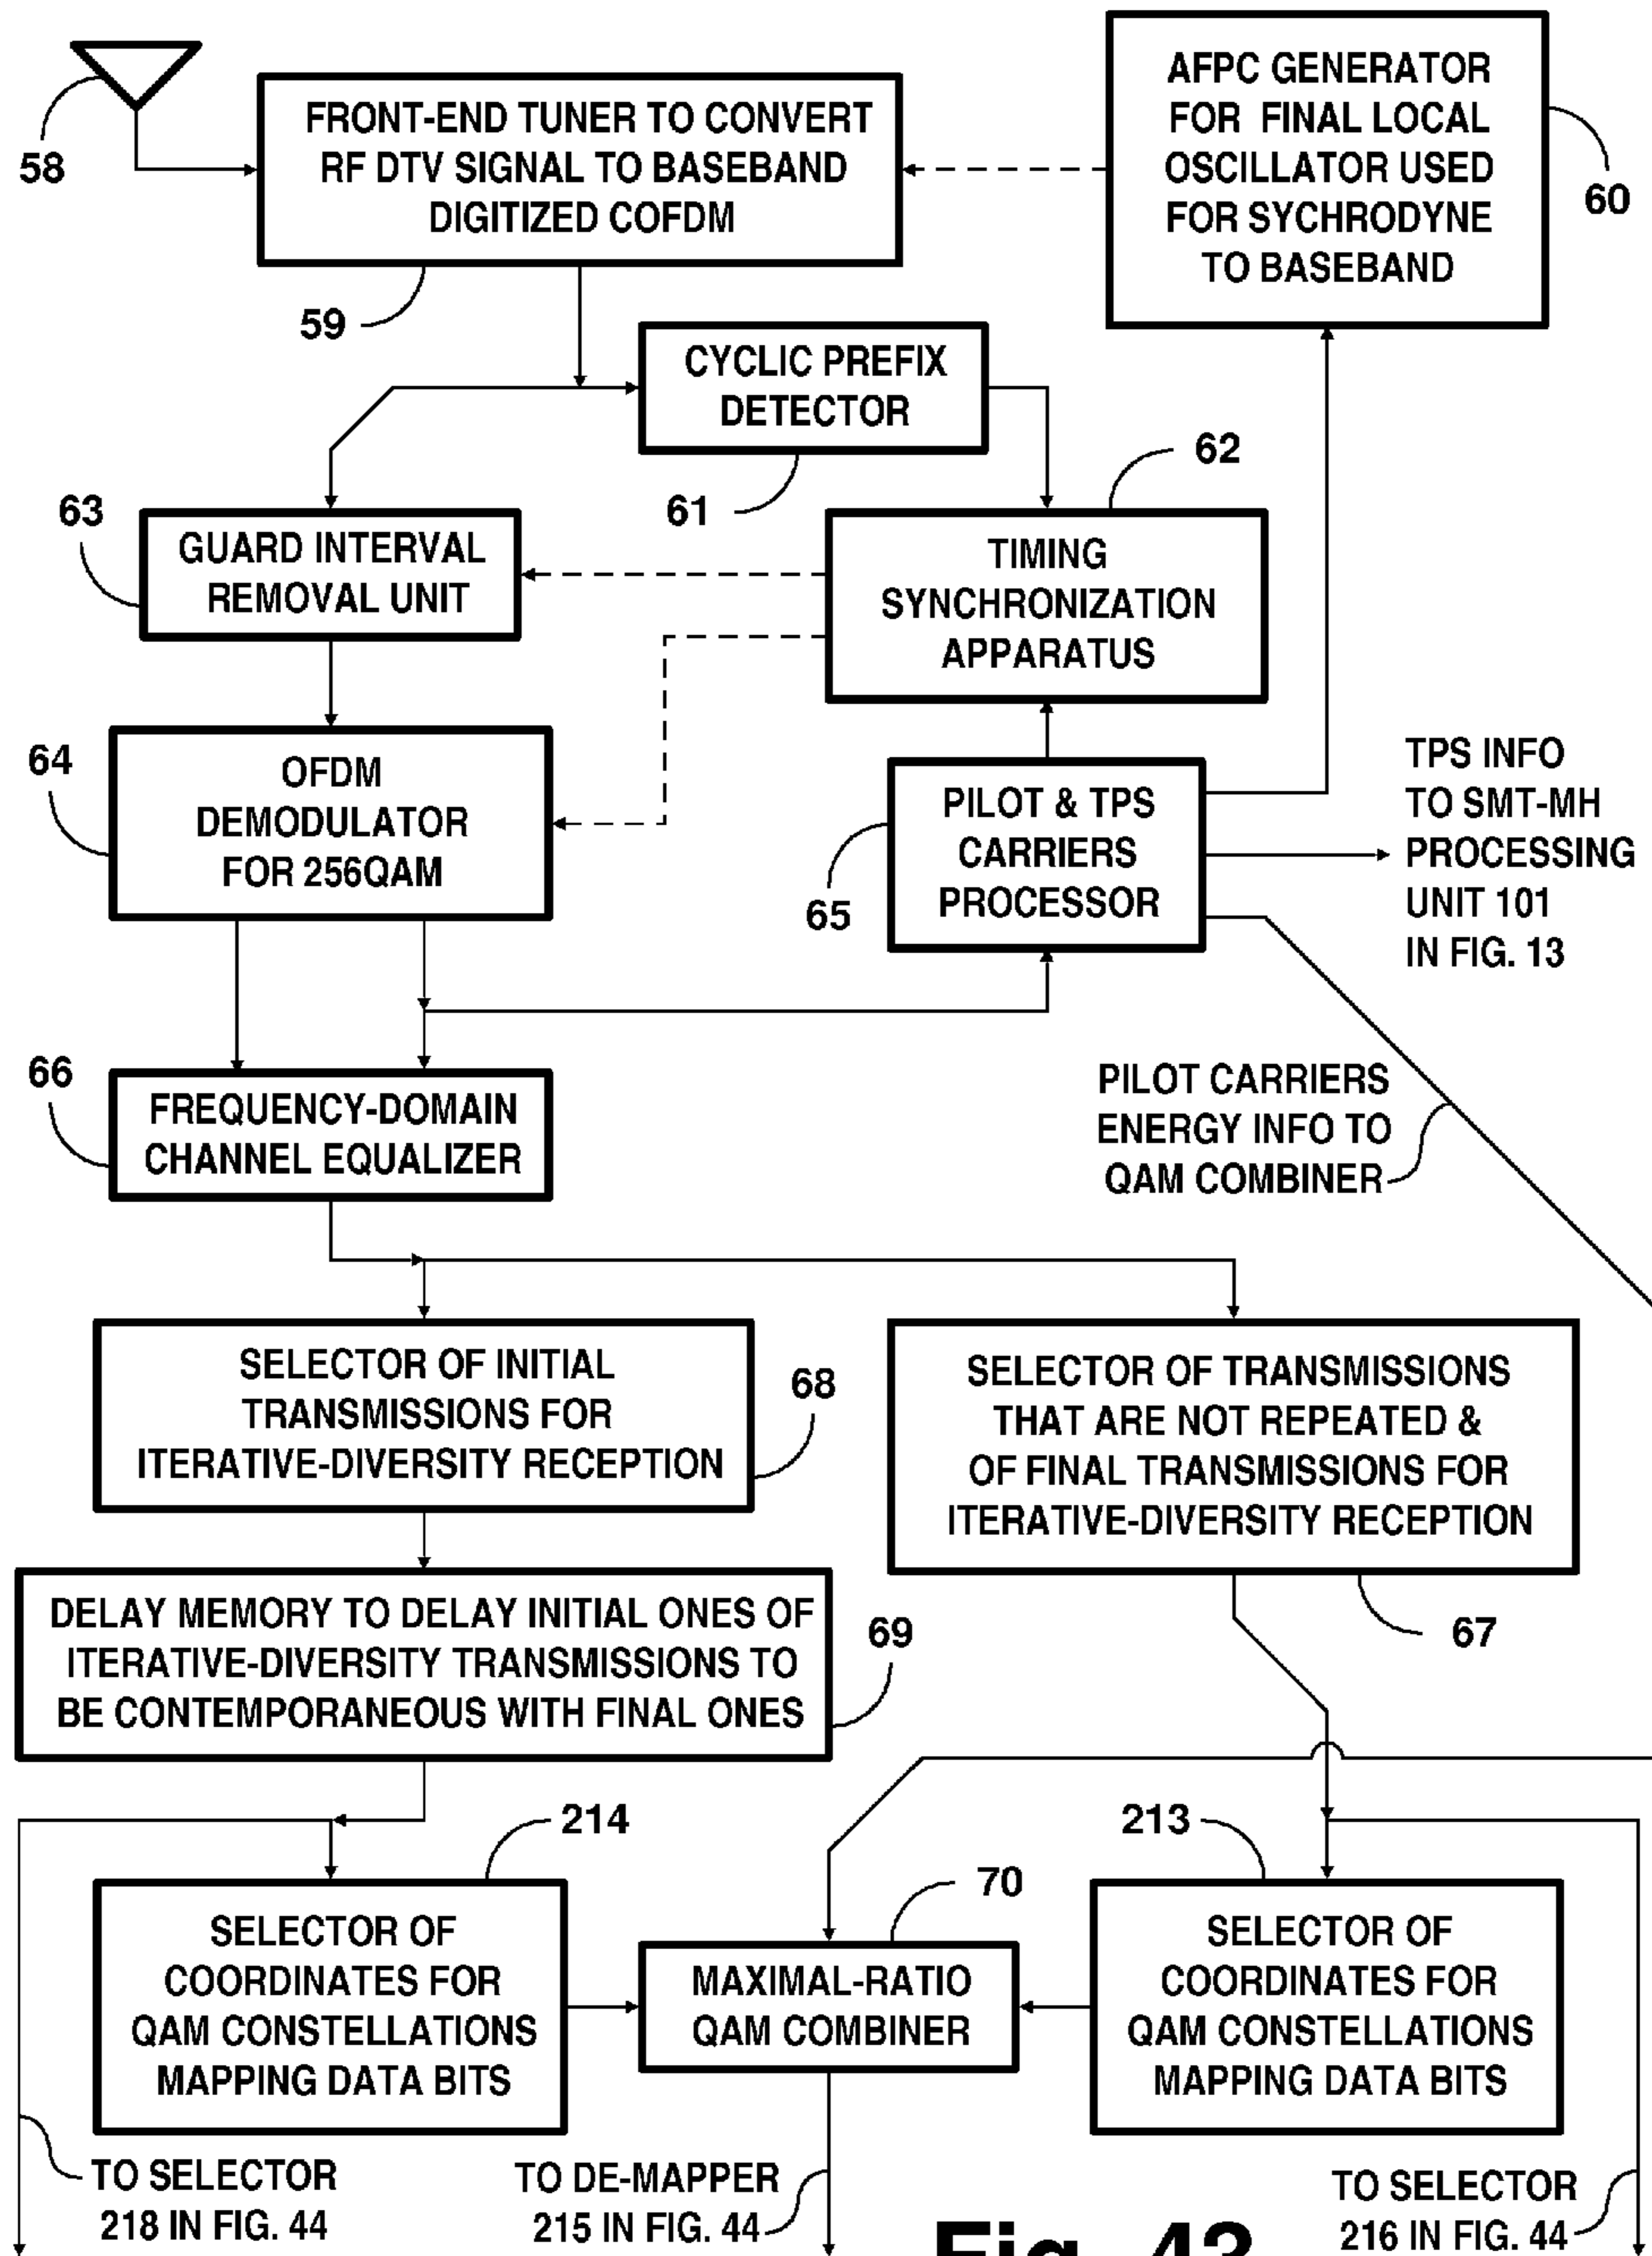 58
FRONT-END TUNER TO CONVERT
RF DTV SIGNAL TO BASEBAND
DIGITIZED COFDM
59
AFPC GENERATOR
FOR FINAL LOCAL
OSCILLATOR USED
FOR SYCHRODYNE
TO BASEBAND
60
CYCLIC PREFIX
DETECTOR
61
62
63
GUARD INTERVAL
REMOVAL UNIT
TIMING
SYNCHRONIZATION
APPARATUS
64
OFDM
DEMODULATOR
FOR 256QAM
PILOT & TPS
CARRIERS
PROCESSOR
65
TPS INFO
TO SMT-MH
PROCESSING
UNIT 101
IN FIG. 13
66
FREQUENCY-DOMAIN
CHANNEL EQUALIZER
PILOT CARRIERS
ENERGY INFO TO
QAM COMBINER
SELECTOR OF INITIAL
TRANSMISSIONS FOR
ITERATIVE-DIVERSITY RECEPTION
68
SELECTOR OF TRANSMISSIONS
THAT ARE NOT REPEATED &
OF FINAL TRANSMISSIONS FOR
ITERATIVE-DIVERSITY RECEPTION
67
DELAY MEMORY TO DELAY INITIAL ONES OF
ITERATIVE-DIVERSITY TRANSMISSIONS TO
BE CONTEMPORANEOUS WITH FINAL ONES
69
214
213
70
SELECTOR OF
COORDINATES FOR
QAM CONSTELLATIONS
MAPPING DATA BITS
MAXIMAL-RATIO
QAM COMBINER
SELECTOR OF
COORDINATES FOR
QAM CONSTELLATIONS
MAPPING DATA BITS
TO SELECTOR
218 IN FIG. 44
TO DE-MAPPER
215 IN FIG. 44
TO SELECTOR
216 IN FIG. 44
Fig. 43